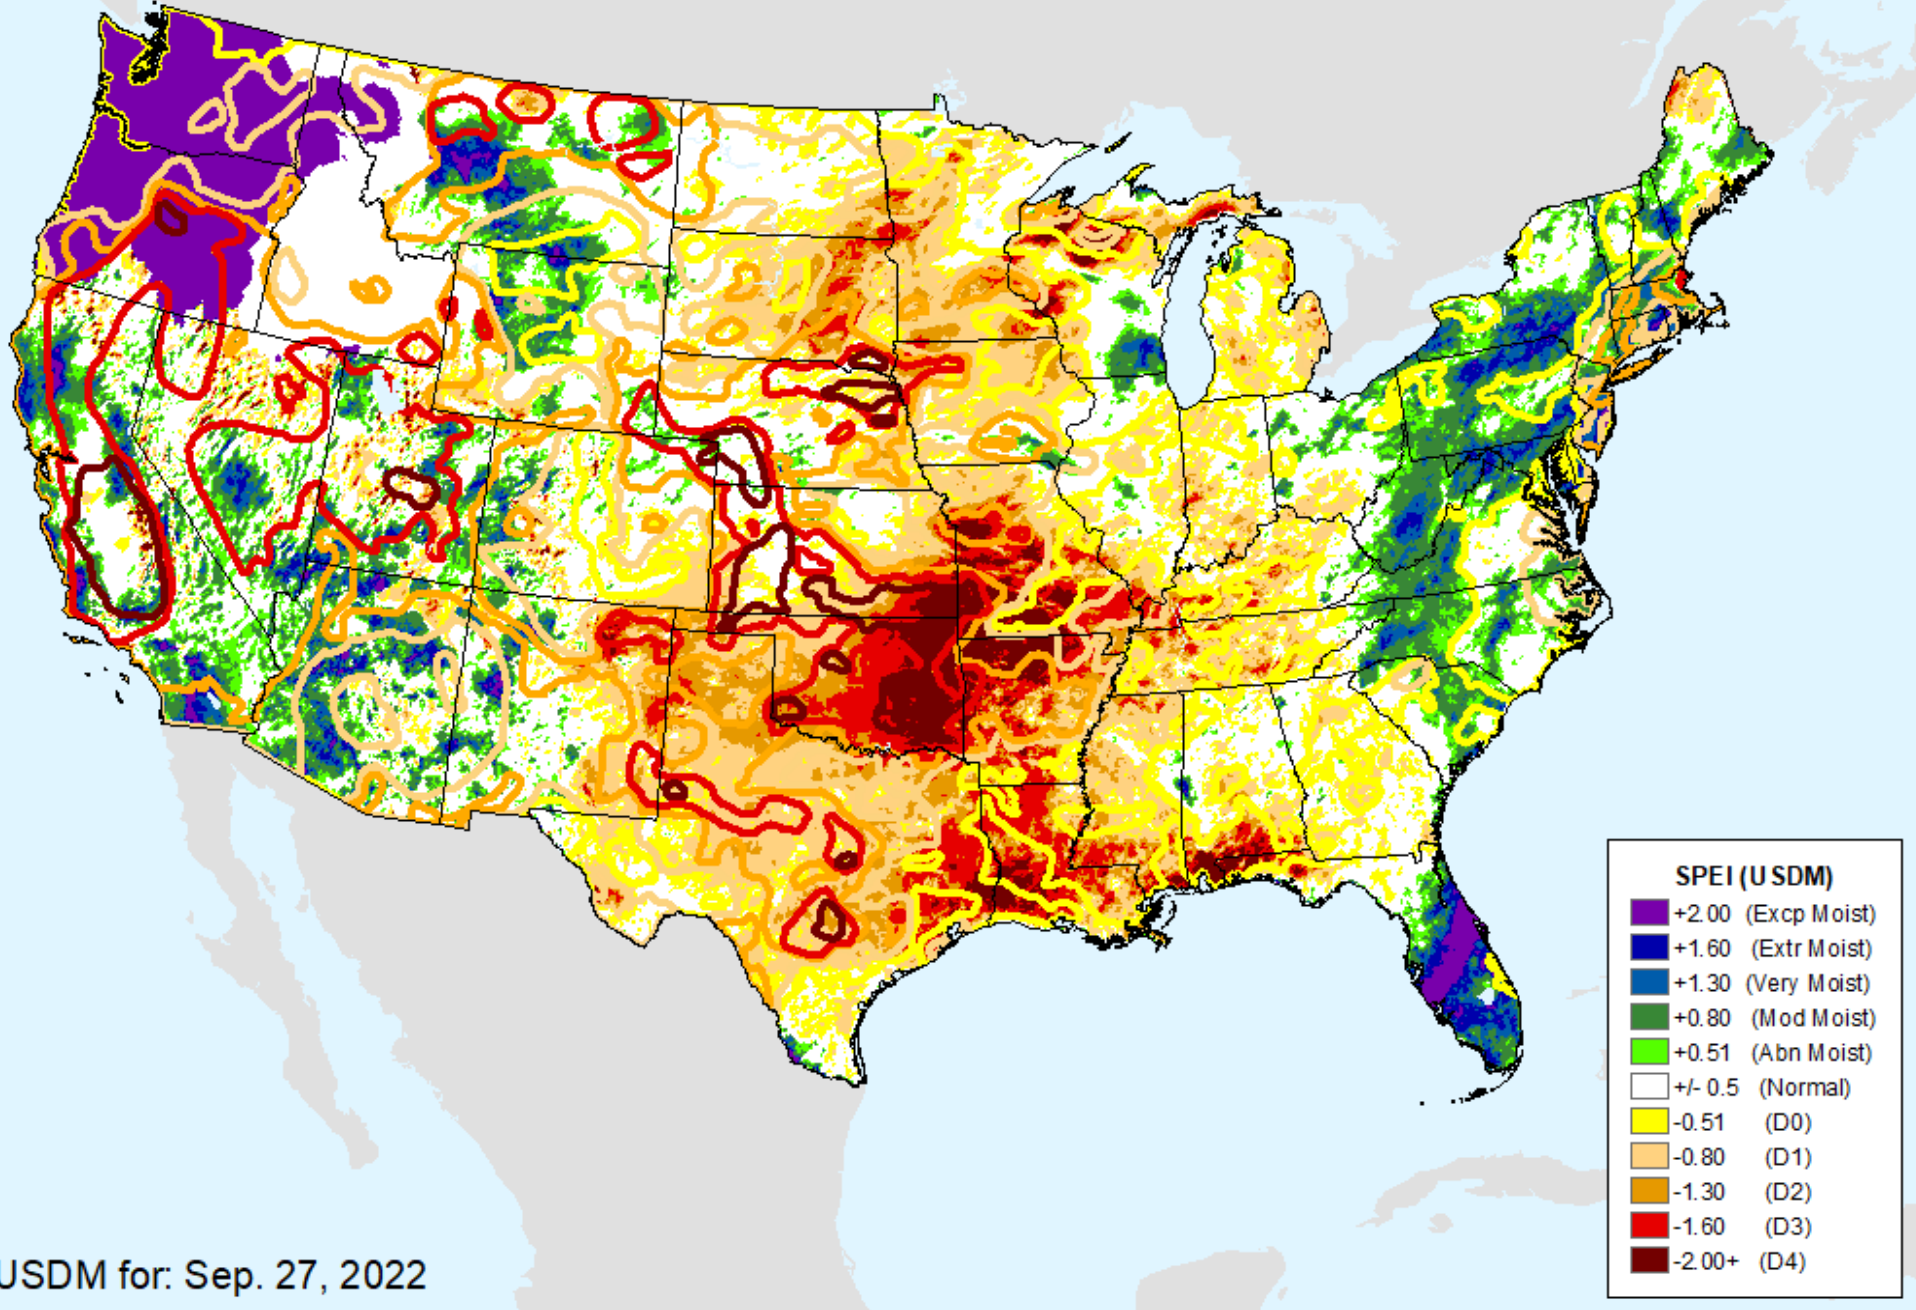 SPEI (USDM)
+2.00 (Excp Moist)
+1.60 (Extr Moist)
+1.30 (Very Moist)
+0.80 (Mod Moist)
+0.51 (Abn Moist)
+/- 0.5 (Normal)
-0.51 (D0)
-0.80 (D1)
-1.30 (D2)
-1.60 (D3)
-2.00+ (D4)
USDM for: Sep. 27, 2022